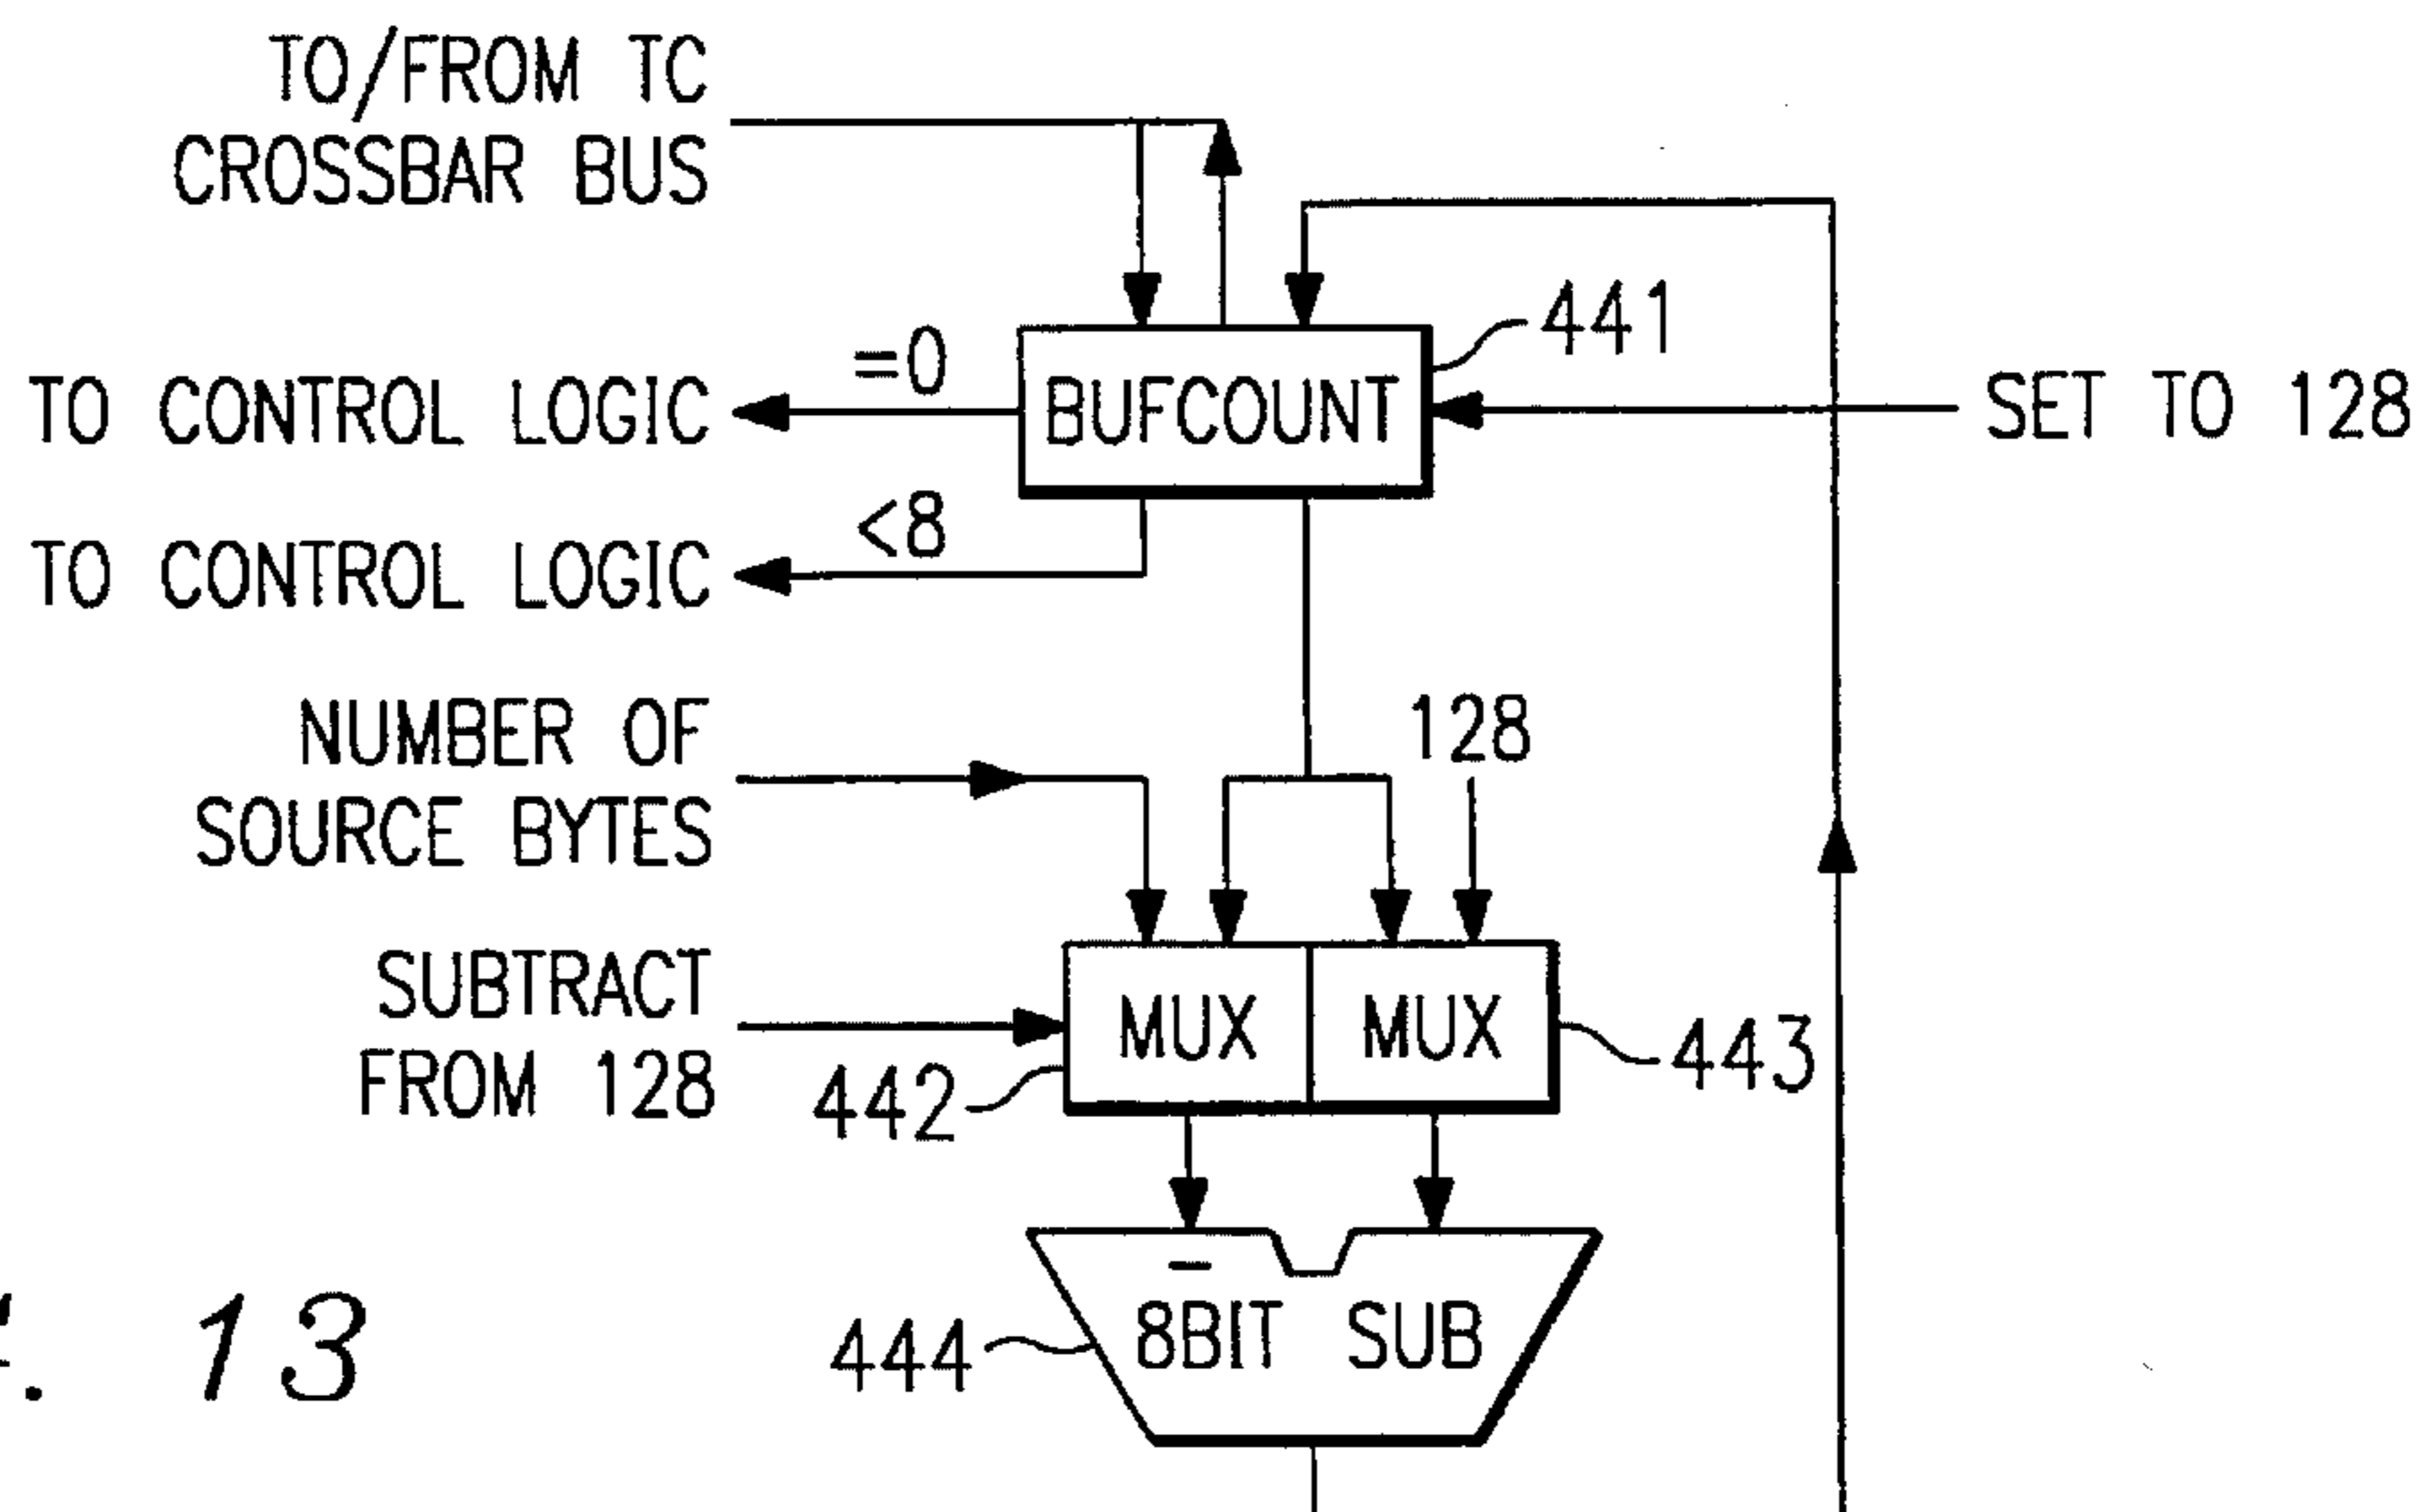 TO/FROM TC
CROSSBAR BUS
441
=0
TO CONTROL LOGIC
BUFCOUNT
SET TO 128
<8
TO CONTROL LOGIC
NUMBER OF
SOURCE BYTES
128
SUBTRACT
FROM 128
MUX MUX
442
443
–
8BIT SUB
444
. 13